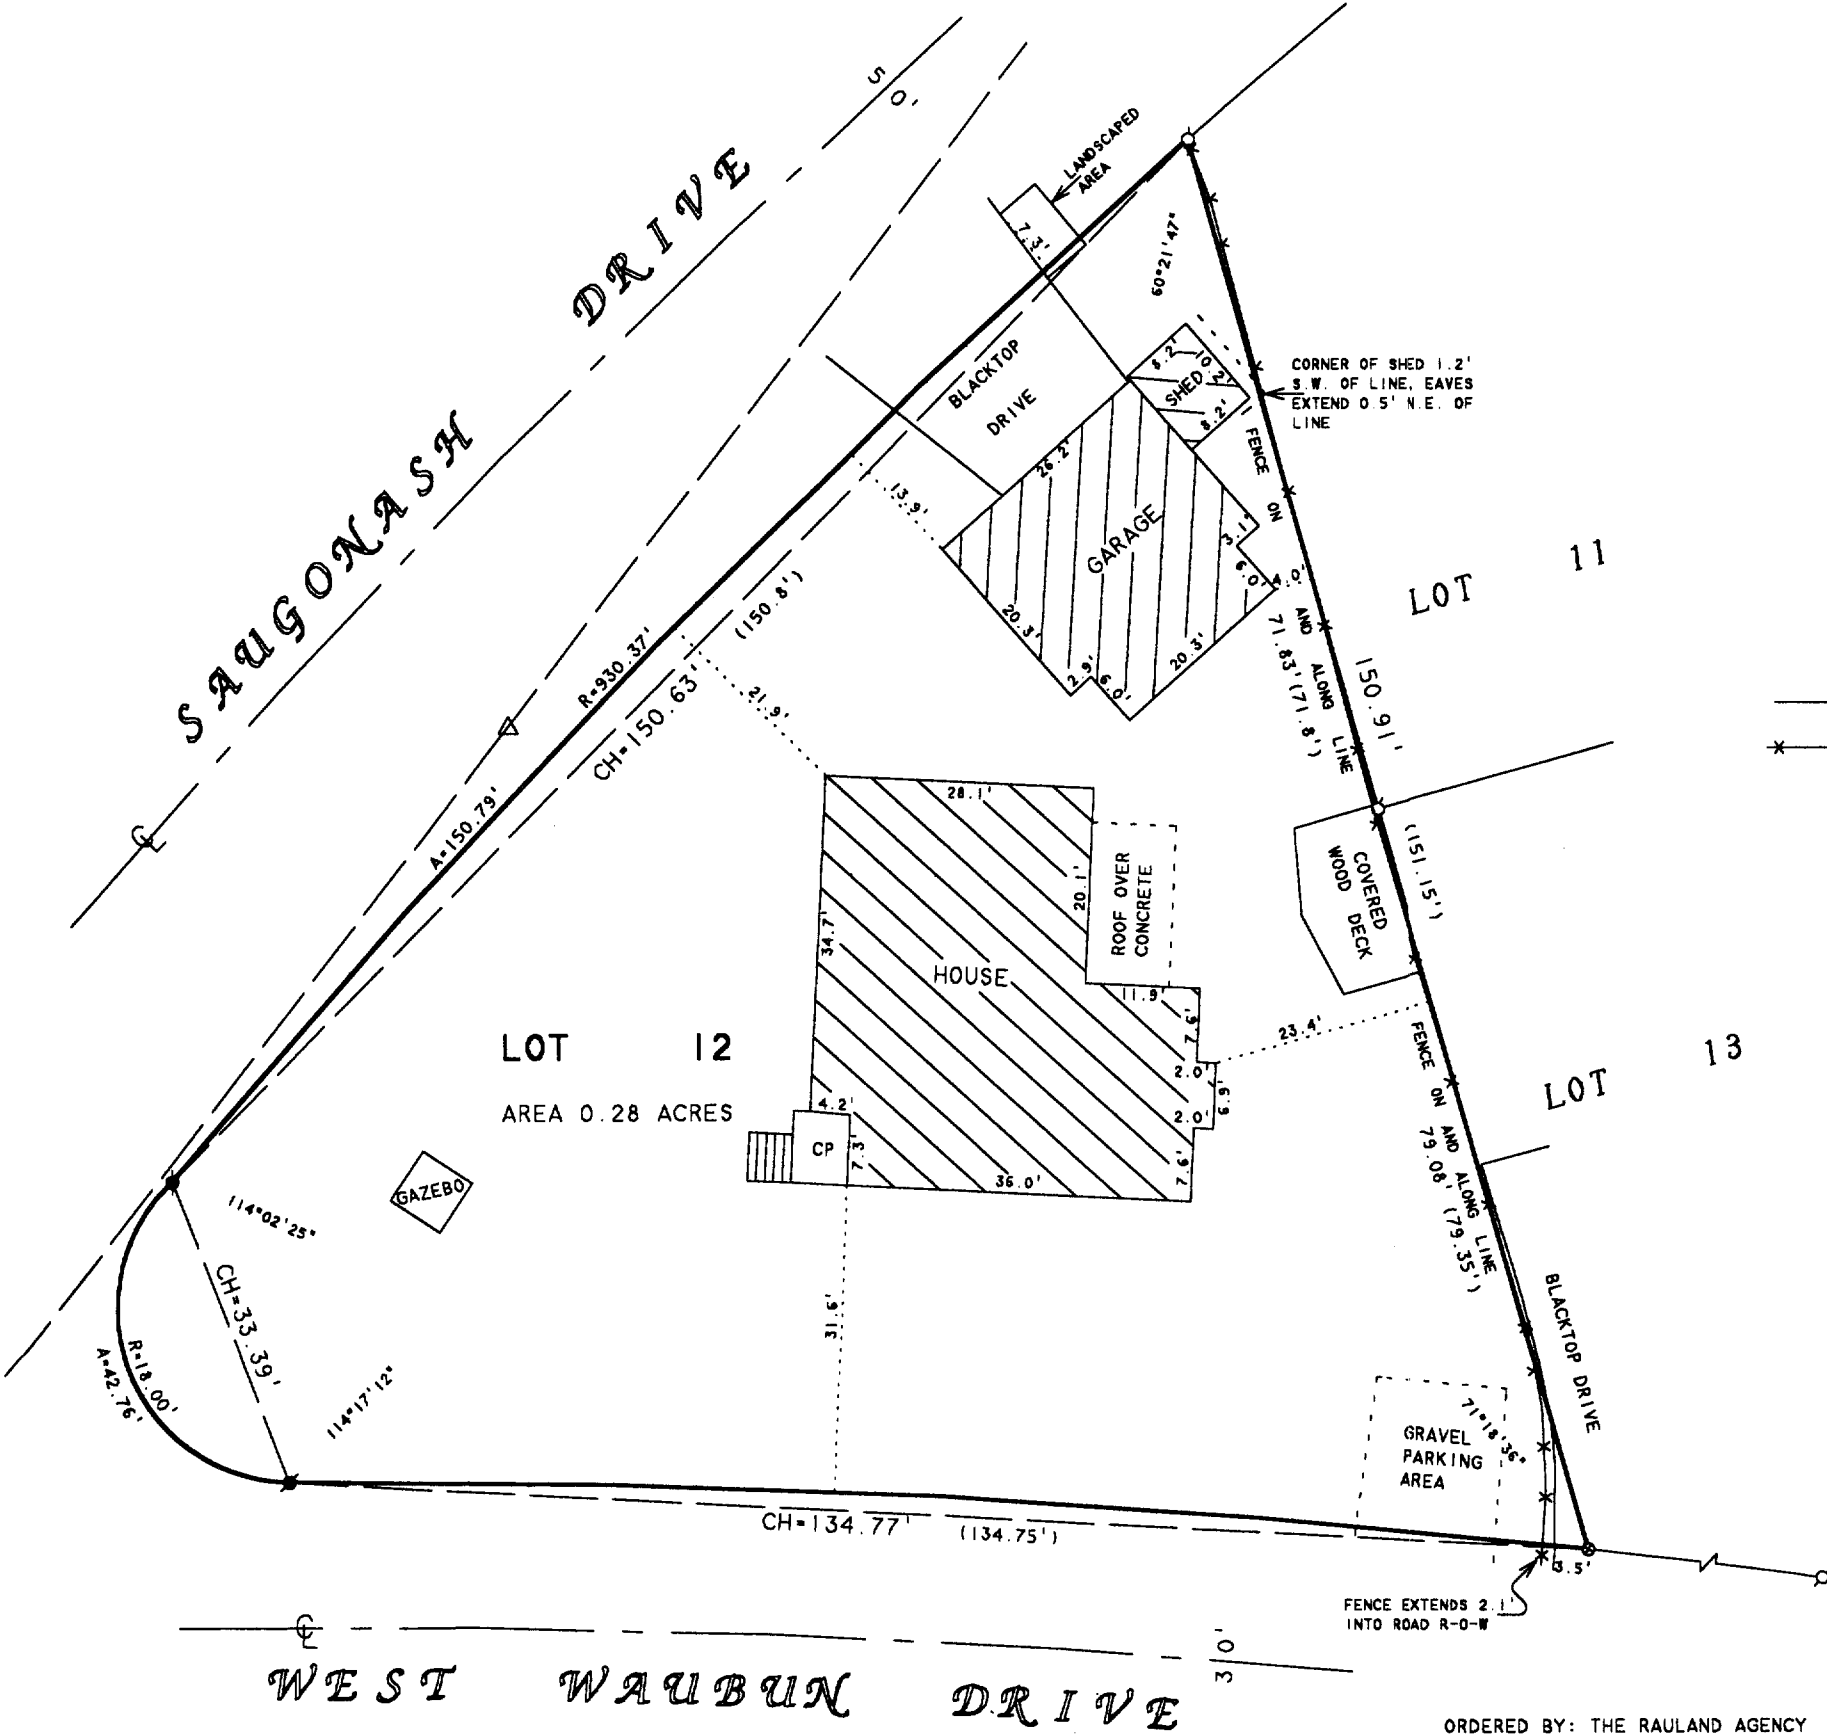 SAUGONASH DRIVE
50'
LANDSCAPED
AREA
7.3'
60°21'47"
BLACKTOP
DRIVE
8.2'
10.2'
SHED
8.2'
CORNER OF SHED 1.2'
S.W. OF LINE, EAVES
EXTEND 0.5' N.E. OF
LINE
26.2'
13.9'
GARAGE
3.1'
6.0'
4.0'
20.3'
2.9'
6.0'
20.3'
FENCE ON AND ALONG LINE
71.83' (71.8')
150.91'
(151.15')
LOT 11
(150.8')
R=930.37'
CH=150.63'
A=150.79'
21.9'
28.1'
20.1'
ROOF OVER
CONCRETE
34.7'
HOUSE
11.9'
7.6'
2.0'
6.9'
2.0'
7.6'
36.0'
4.2'
CP
7.3'
COVERED
WOOD DECK
23.4'
FENCE ON AND ALONG LINE
79.08' (79.35')
LOT 13
LOT 12
AREA 0.28 ACRES
GAZEBO
114°02'25"
CH=33.39'
R=18.00'
A=42.76'
114°17'12"
31.6'
BLACKTOP DRIVE
71°18'36"
GRAVEL
PARKING
AREA
CH=134.77' (134.75')
3.5'
FENCE EXTENDS 2.1'
INTO ROAD R-O-W
30'
WEST WAUBUN DRIVE
ORDERED BY: THE RAULAND AGENCY